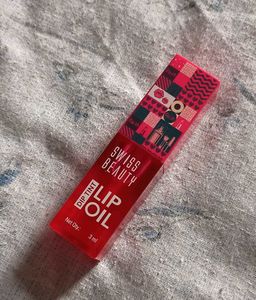 SWISS
BEAUTY
DIP TINT
LIP
OIL
Net Qty.: 3 ml